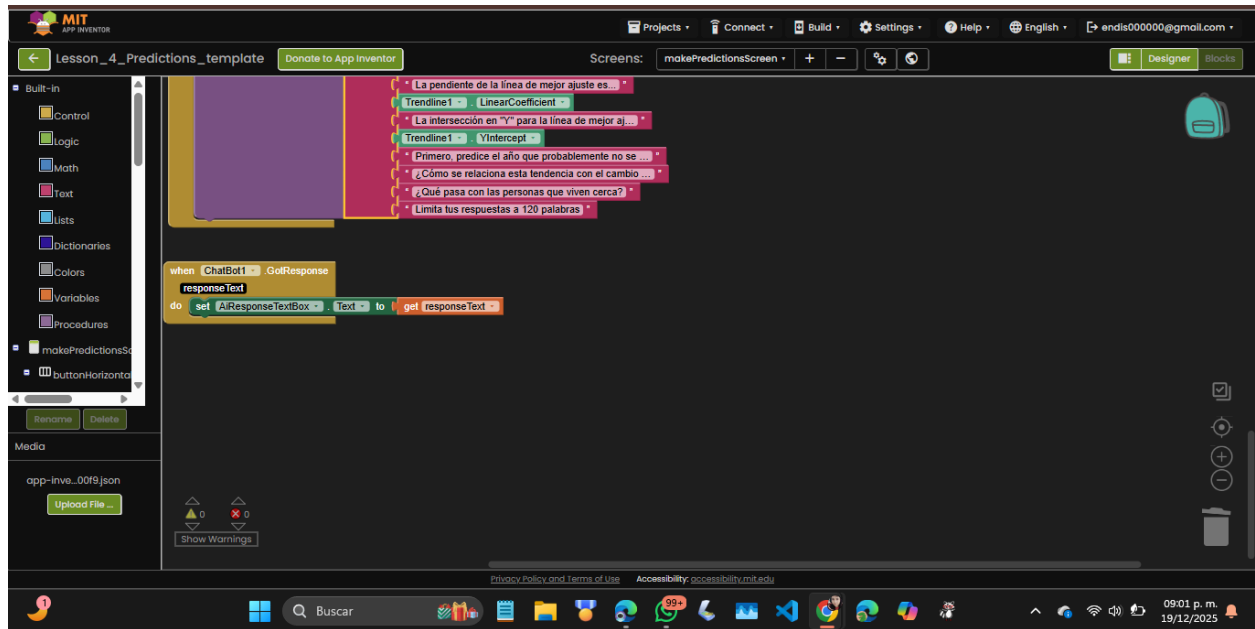 MIT
APP INVENTOR
Projects
Connect
Build
Settings
Help
English
endis000000@gmail.com
Lesson_4_Predictions_template
Donate to App Inventor
Screens:
makePredictionsScreen
Designer
Blocks
Built-in
Control
Logic
Math
Text
Lists
Dictionaries
Colors
Variables
Procedures
makePredictionsSc
buttonHorizonta
Rename
Delete
Media
app-inve...00f9.json
Upload File ...
" La pendiente de la línea de mejor ajuste es... "
Trendline1 . LinearCoefficient
" La intersección en "Y" para la línea de mejor aj... "
Trendline1 . YIntercept
" Primero, predice el año que probablemente no se ... "
" ¿Cómo se relaciona esta tendencia con el cambio ... "
" ¿Qué pasa con las personas que viven cerca? "
" Limita tus respuestas a 120 palabras "
when ChatBot1 .GotResponse
responseText
do set AiResponseTextBox . Text to get responseText
0
0
Show Warnings
Privacy Policy and Terms of Use Accessibility: accessibility.mit.edu
1
Buscar
99+
09:01 p. m.
19/12/2025